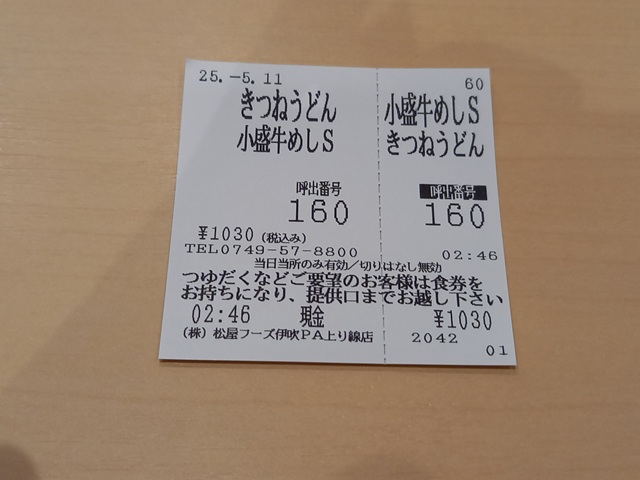 25.-5.11
きつねうどん
小盛牛めしS
呼出番号
160
¥1030(税込み)
TEL0749-57-8800
60
小盛牛めしS
きつねうどん
呼出番号
160
02:46
当日当所のみ有効/切りはなし無効
つゆだくなどご要望のお客様は食券を
お持ちになり、提供口までお越し下さい
02:46 現金 ¥1030
(株)松屋フーズ伊吹PA上り線店 2042
01